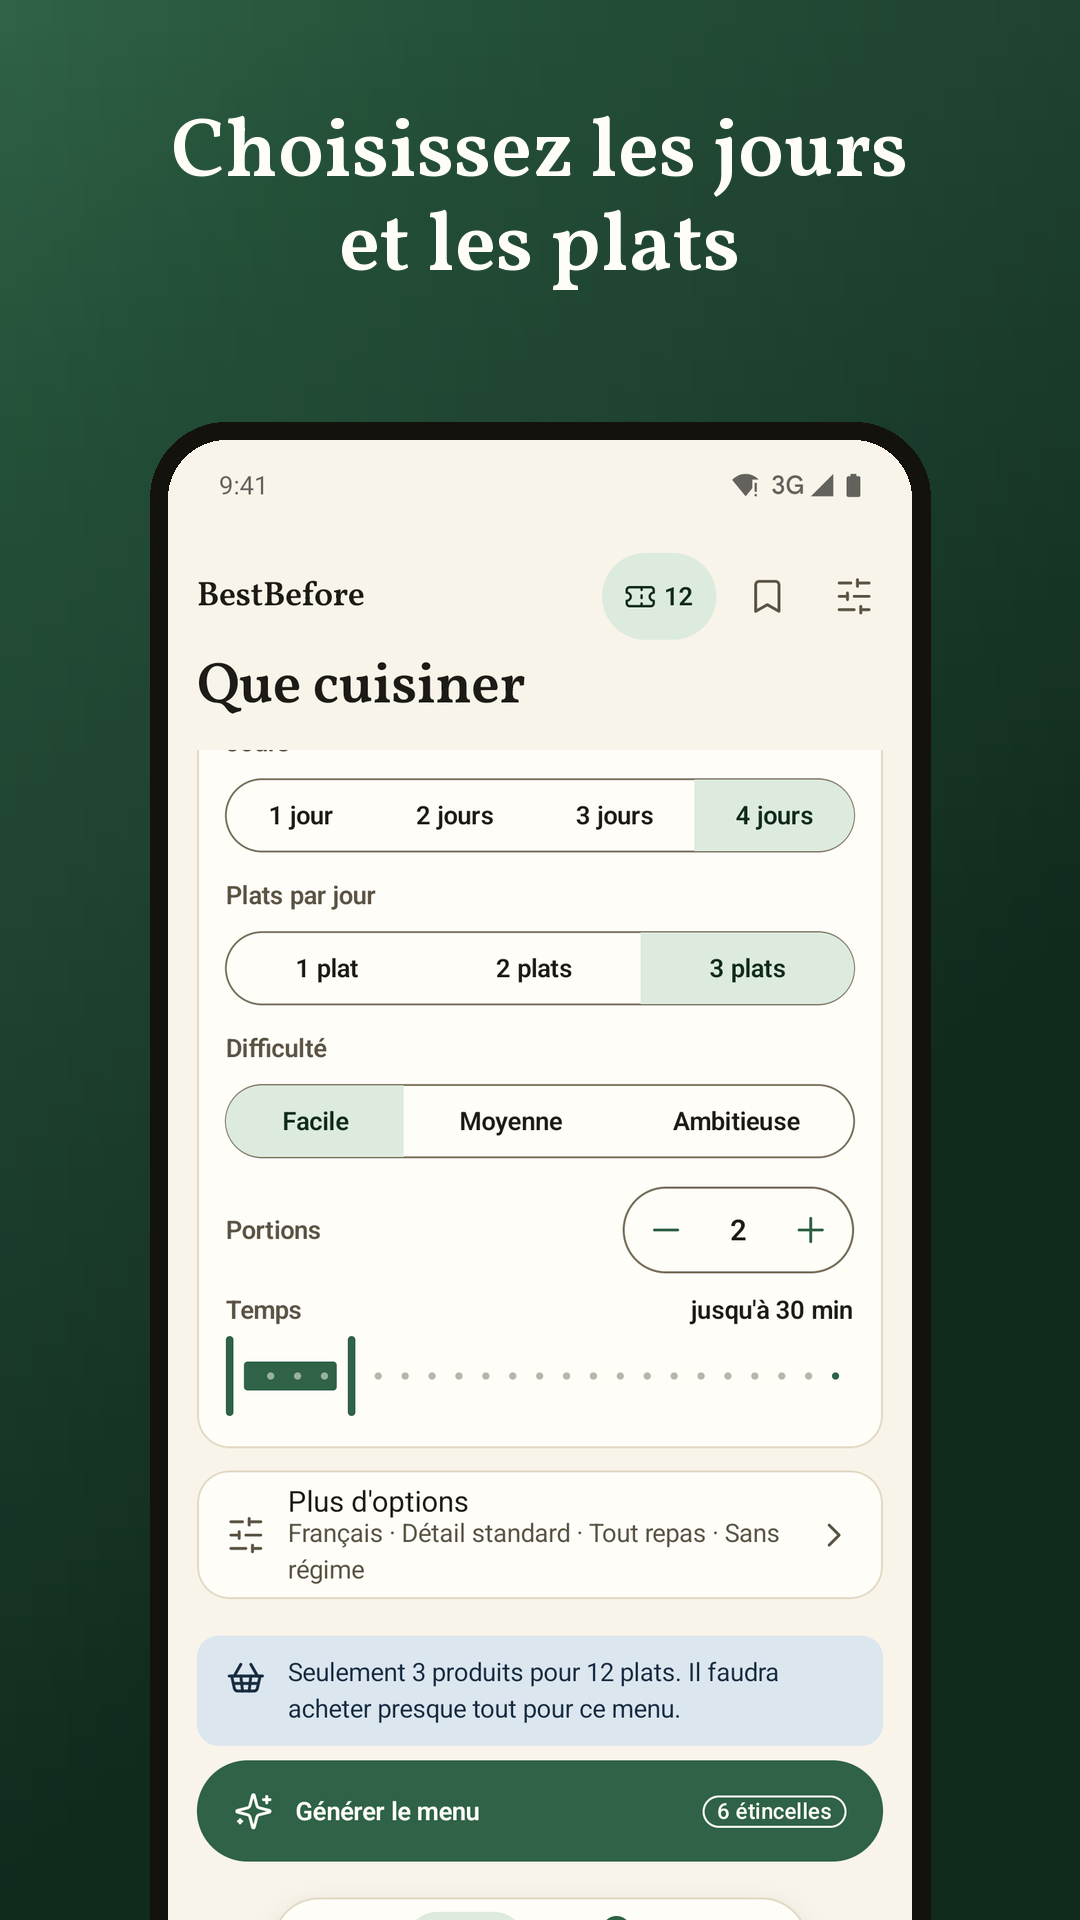 Choisissez les jours
et les plats
9:41
3G
BestBefore
12
Que cuisiner
1 jour
2 jours
3 jours
4 jours
Plats par jour
1 plat
2 plats
3 plats
Difficulté
Facile
Moyenne
Ambitieuse
Portions
2
Temps
jusqu'à 30 min
Plus d'options
Français · Détail standard · Tout repas · Sans
régime
Seulement 3 produits pour 12 plats. Il faudra
acheter presque tout pour ce menu.
Générer le menu
6 étincelles